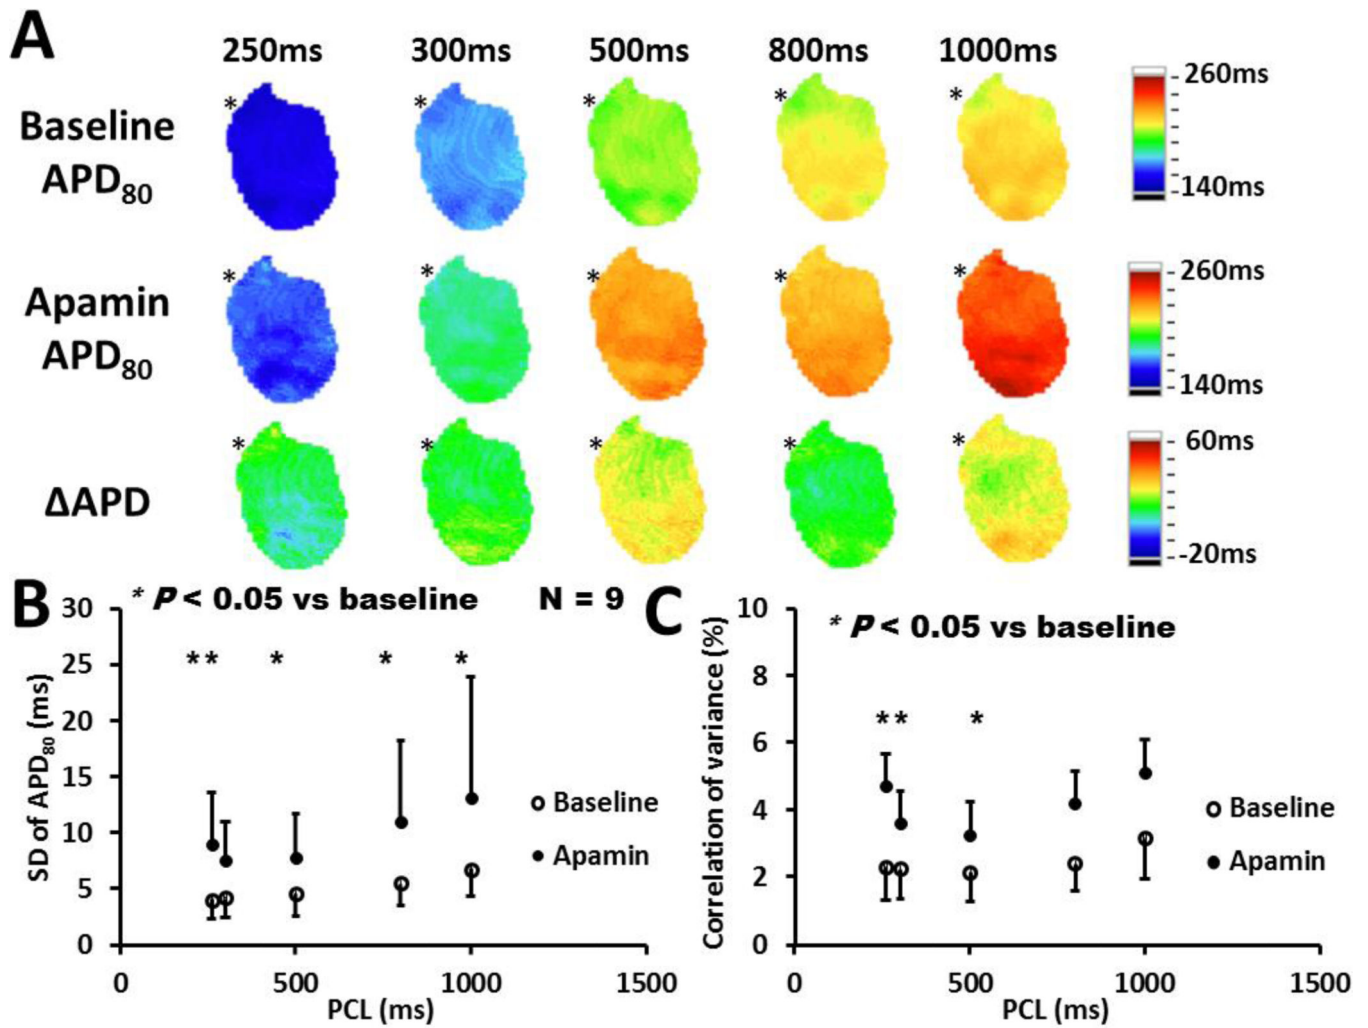 A
250ms 300ms 500ms 800ms 1000ms
* * * * *
Baseline
APD80
260ms
140ms
* * * * *
Apamin
APD80
260ms
140ms
* * * * *
ΔAPD
60ms
-20ms
B
* P < 0.05 vs baseline N = 9
SD of APD80 (ms)
30
25
20
15
10
5
0
** * * *
Baseline
Apamin
0 500 1000 1500
PCL (ms)
C
* P < 0.05 vs baseline
Correlation of variance (%)
10
8
6
4
2
0
** *
Baseline
Apamin
0 500 1000 1500
PCL (ms)